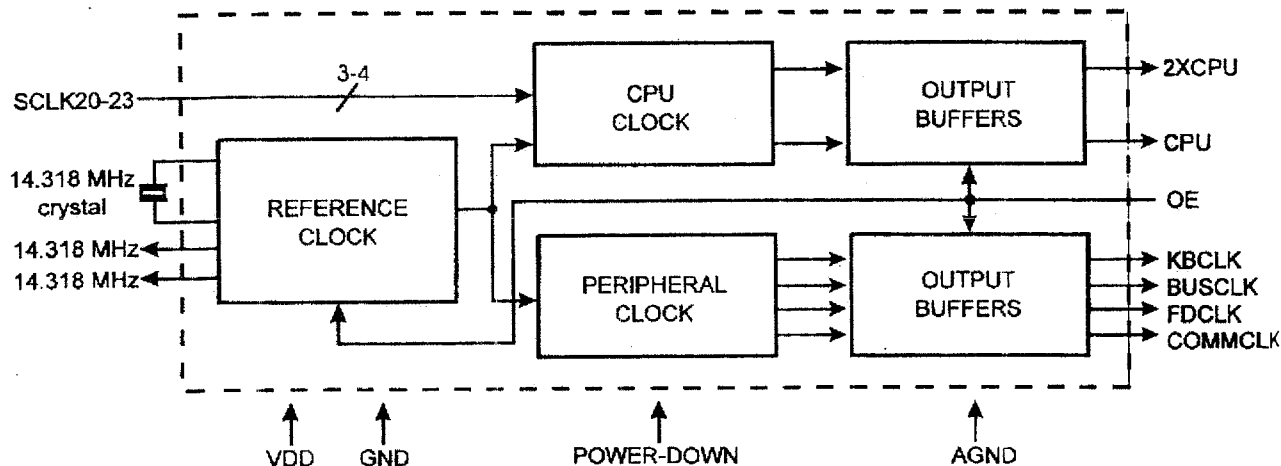 3-4
SCLK20-23
CPU
CLOCK
OUTPUT
BUFFERS
2XCPU
CPU
14.318 MHz
crystal
REFERENCE
CLOCK
OE
14.318 MHz
14.318 MHz
PERIPHERAL
CLOCK
OUTPUT
BUFFERS
KBCLK
BUSCLK
FDCLK
COMMCLK
VDD
GND
POWER-DOWN
AGND